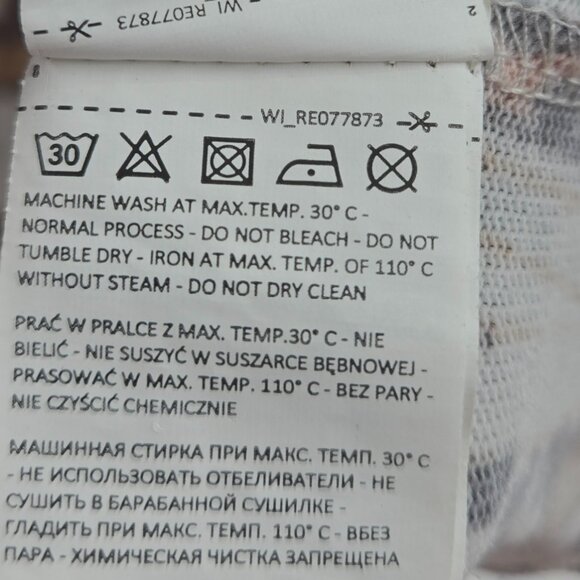 WI_RE077873
2
8
WI_RE077873
30
MACHINE WASH AT MAX.TEMP. 30° C -
NORMAL PROCESS - DO NOT BLEACH - DO NOT
TUMBLE DRY - IRON AT MAX. TEMP. OF 110° C
WITHOUT STEAM - DO NOT DRY CLEAN
PRAĆ W PRALCE Z MAX. TEMP.30° C - NIE
BIELIĆ - NIE SUSZYĆ W SUSZARCE BĘBNOWEJ -
PRASOWAĆ W MAX. TEMP. 110° C - BEZ PARY -
NIE CZYŚCIĆ CHEMICZNIE
МАШИННАЯ СТИРКА ПРИ МАКС. ТЕМП. 30° C
- НЕ ИСПОЛЬЗОВАТЬ ОТБЕЛИВАТЕЛИ - НЕ
СУШИТЬ В БАРАБАННОЙ СУШИЛКЕ -
ГЛАДИТЬ ПРИ МАКС. ТЕМП. 110° C - ВБЕЗ
ПАРА - ХИМИЧЕСКАЯ ЧИСТКА ЗАПРЕЩЕНА